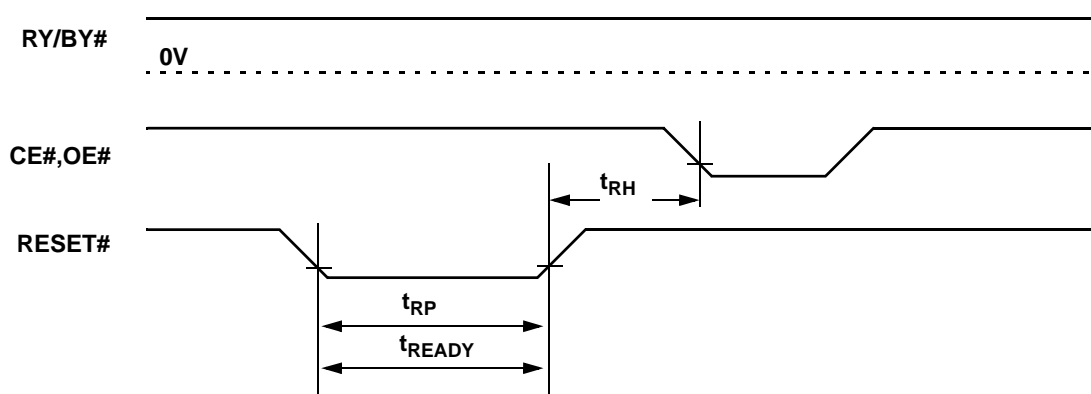 RY/BY#
0V
CE#,OE#
tRH
RESET#
tRP
tREADY